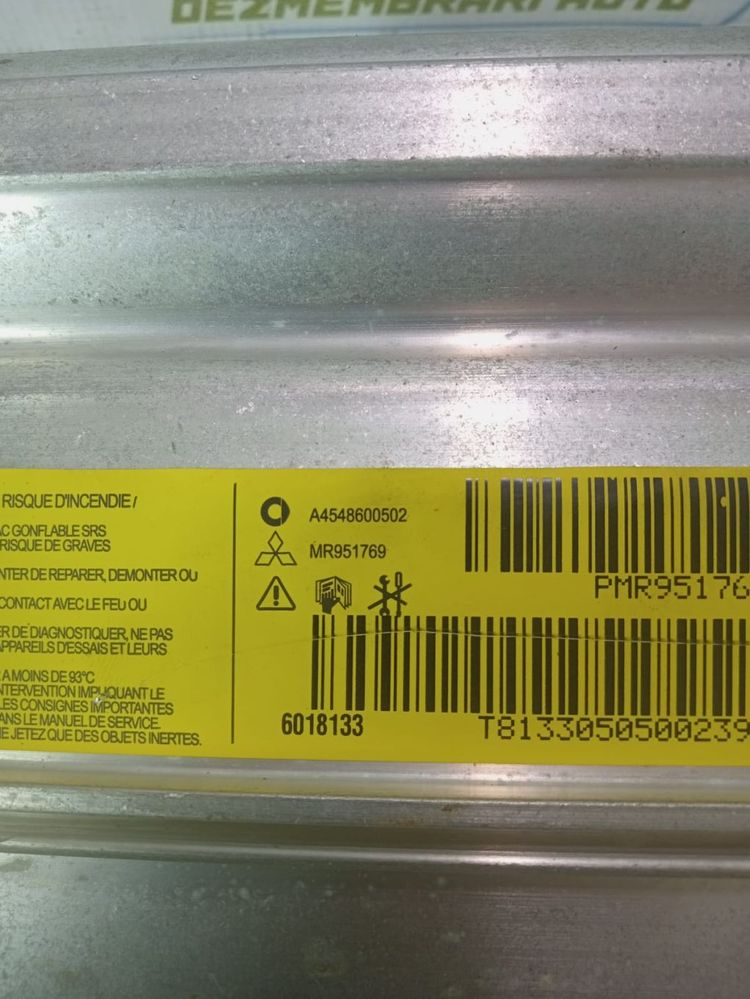 DEZMEMBRARI AUTO
RISQUE D'INCENDIE /
AC GONFLABLE SRS
RISQUE DE GRAVES
NTER DE REPARER, DEMONTER OU
CONTACT AVEC LE FEU OU
ER DE DIAGNOSTIQUER, NE PAS
APPAREILS D'ESSAIS ET LEURS
A MOINS DE 93°C
NTERVENTION IMPLIQUANT LE
LES CONSIGNES IMPORTANTES
ANS LE MANUEL DE SERVICE.
NE JETEZ QUE DES OBJETS INERTES.
A4548600502
MR951769
PMR95176
6018133
T8133050500239